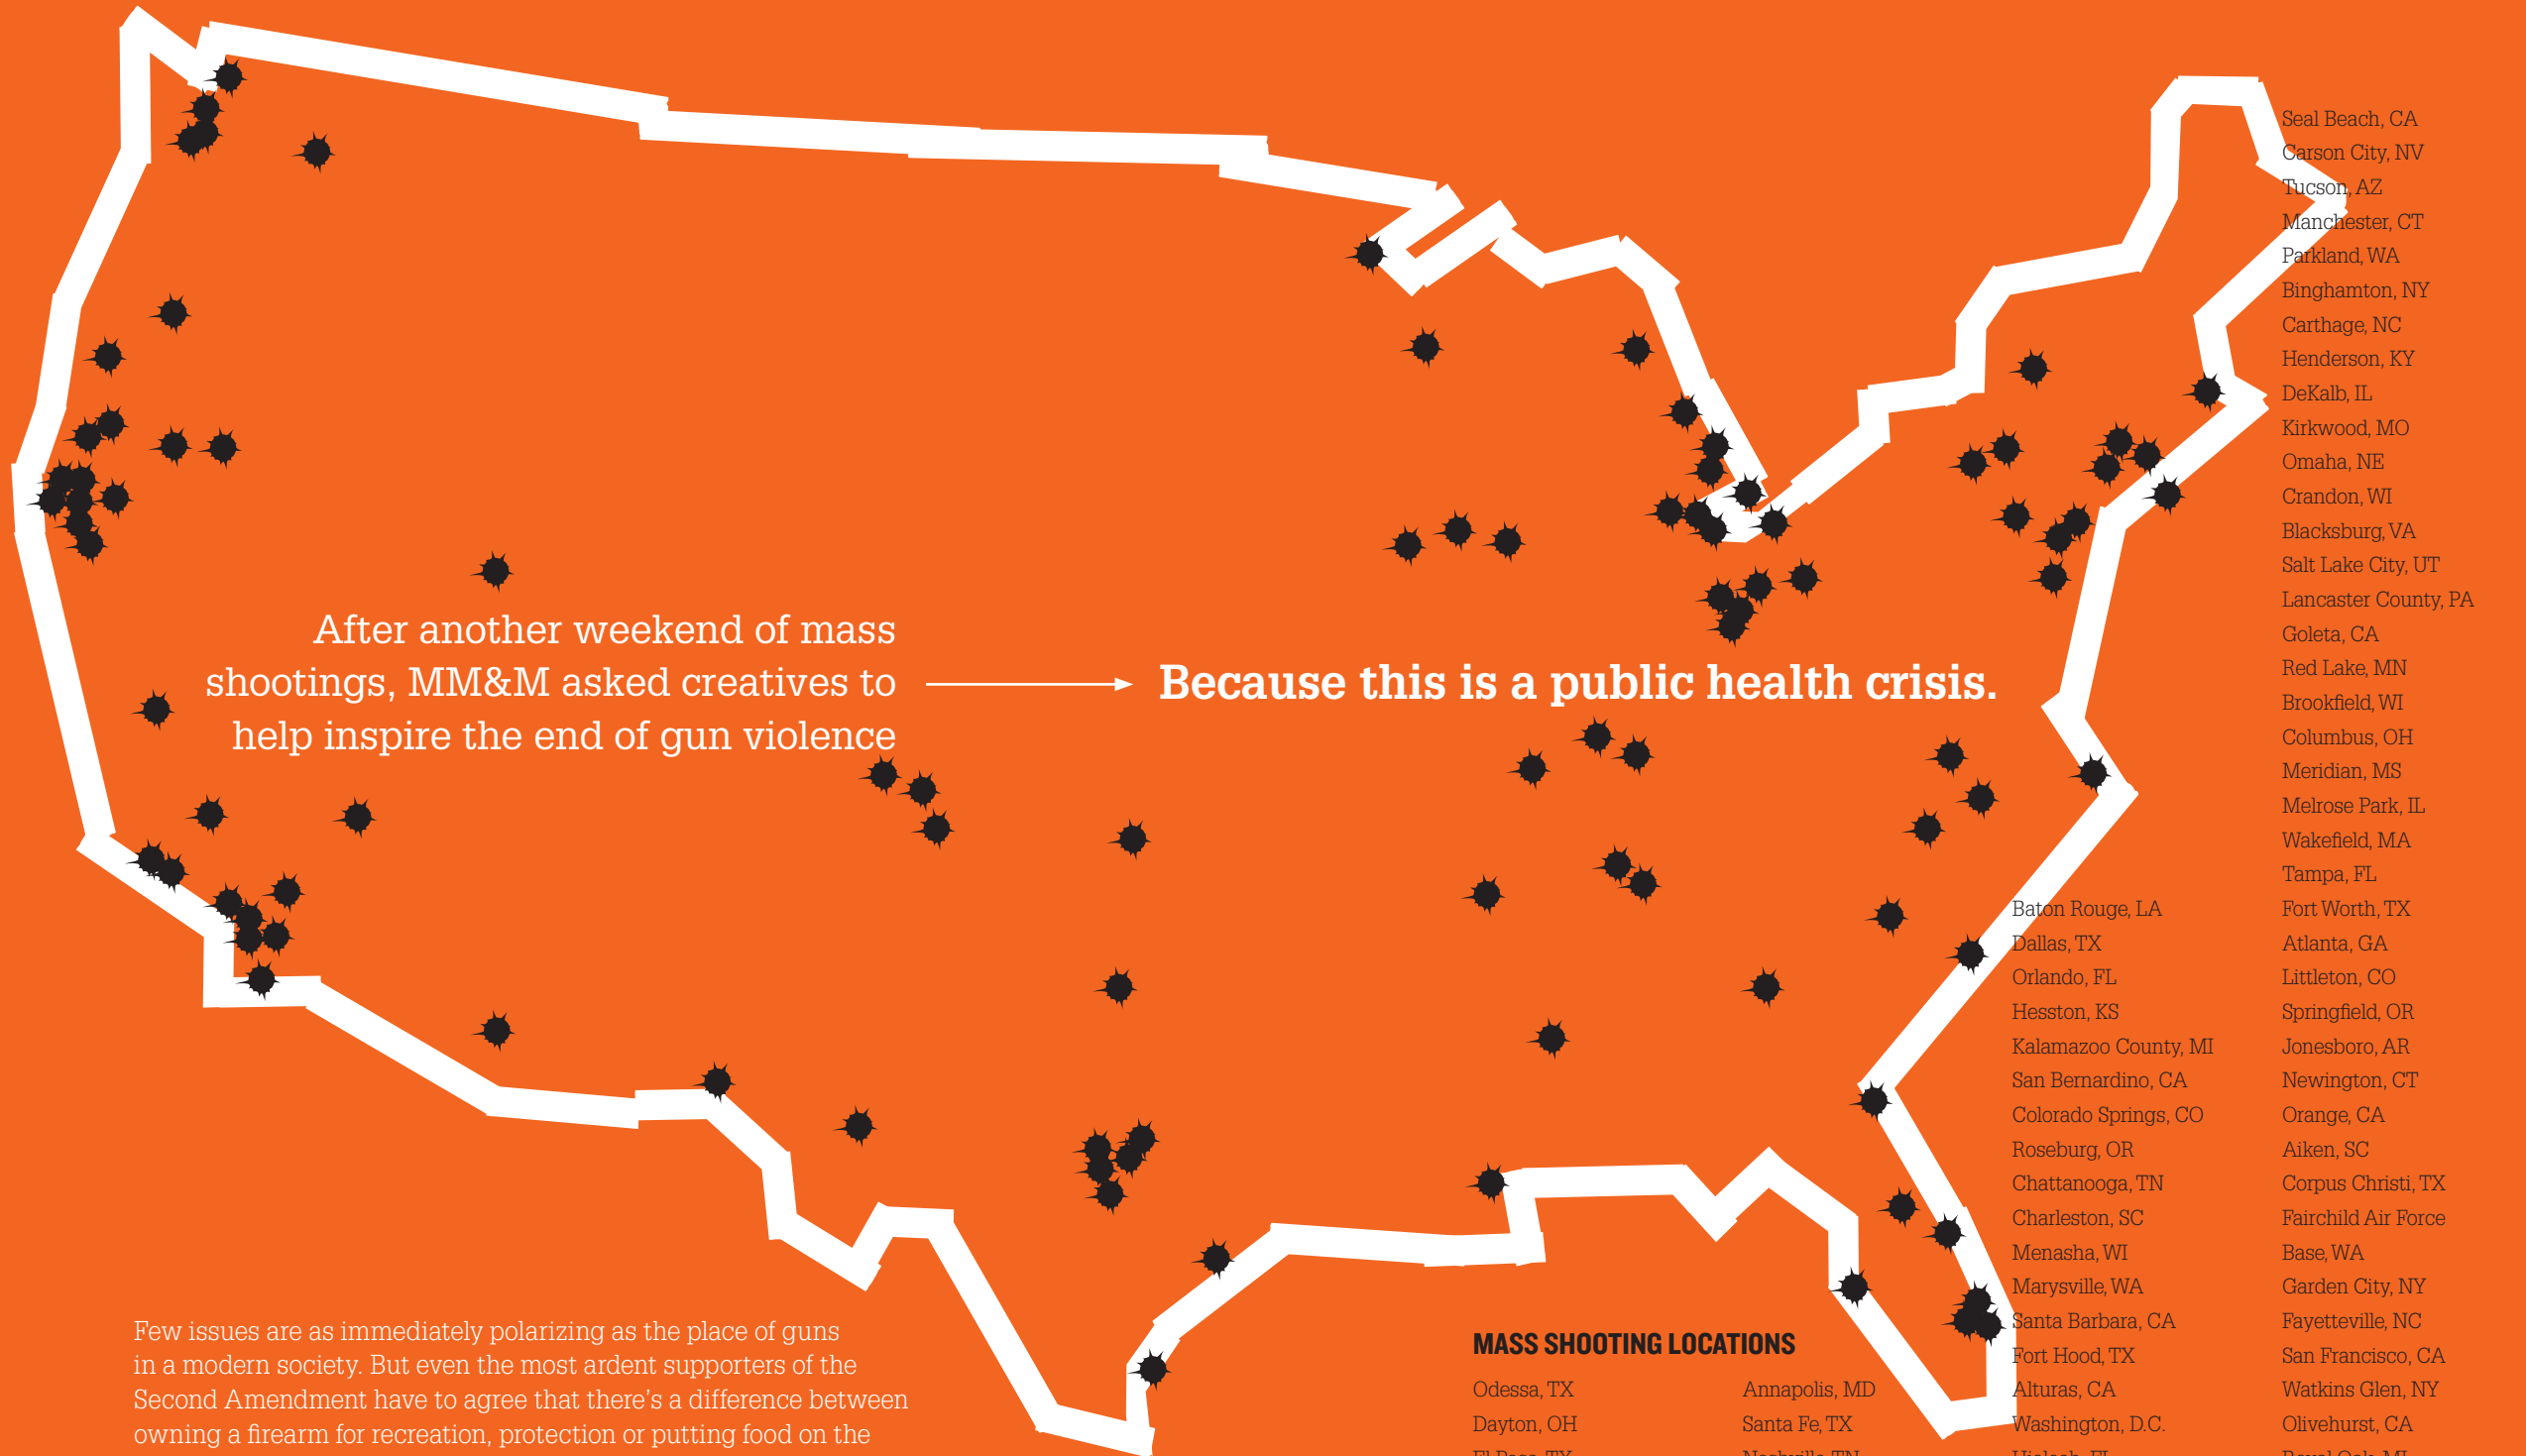 After another weekend of mass
shootings, MM&M asked creatives to
help inspire the end of gun violence
Because this is a public health crisis.
Few issues are as immediately polarizing as the place of guns
in a modern society. But even the most ardent supporters of the
Second Amendment have to agree that there’s a difference between
owning a firearm for recreation, protection or putting food on the
MASS SHOOTING LOCATIONS
Odessa, TX
Dayton, OH
El Paso, TX
Annapolis, MD
Santa Fe, TX
Nashville, TN
Baton Rouge, LA
Dallas, TX
Orlando, FL
Hesston, KS
Kalamazoo County, MI
San Bernardino, CA
Colorado Springs, CO
Roseburg, OR
Chattanooga, TN
Charleston, SC
Menasha, WI
Marysville, WA
Santa Barbara, CA
Fort Hood, TX
Alturas, CA
Washington, D.C.
Hialeah, FL
Seal Beach, CA
Carson City, NV
Tucson, AZ
Manchester, CT
Parkland, WA
Binghamton, NY
Carthage, NC
Henderson, KY
DeKalb, IL
Kirkwood, MO
Omaha, NE
Crandon, WI
Blacksburg, VA
Salt Lake City, UT
Lancaster County, PA
Goleta, CA
Red Lake, MN
Brookfield, WI
Columbus, OH
Meridian, MS
Melrose Park, IL
Wakefield, MA
Tampa, FL
Fort Worth, TX
Atlanta, GA
Littleton, CO
Springfield, OR
Jonesboro, AR
Newington, CT
Orange, CA
Aiken, SC
Corpus Christi, TX
Fairchild Air Force
Base, WA
Garden City, NY
Fayetteville, NC
San Francisco, CA
Watkins Glen, NY
Olivehurst, CA
Royal Oak, MI